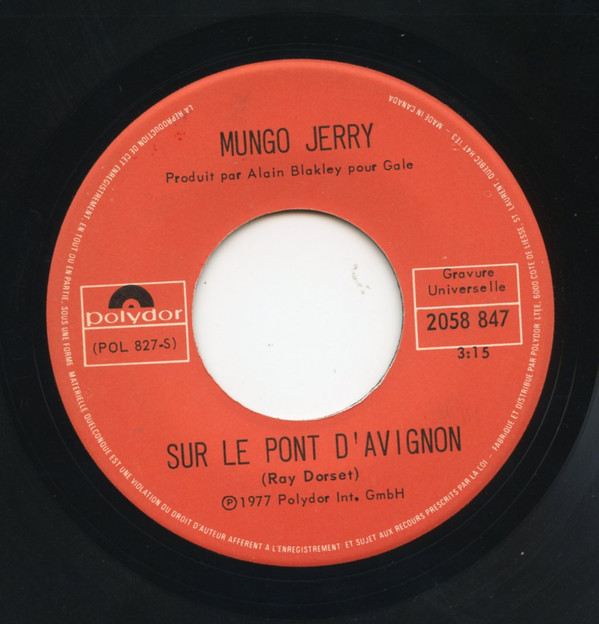 MUNGO JERRY
Produit par Alain Blakley pour Gale
polydor
(POL 827-S)
Gravure
Universelle
2058 847
3:15
SUR LE PONT D'AVIGNON
(Ray Dorset)
Ⓟ1977 Polydor Int. GmbH
LA REPRODUCTION DE CET ENREGISTREMENT, EN TOUT OU EN PARTIE, SOUS UNE FORME MATERIELLE QUELCONQUE EST UNE VIOLATION DU DROIT D'AUTEUR AFFERENT A L'ENREGISTREMENT ET SUJET AUX RECOURS PRESCRITS PAR LA LOI - FABRIQUE ET DISTRIBUE PAR POLYDOR LTEE, 6000 COTE DE LIESSE, ST LAURENT, QUEBEC H4T 1E3 - MADE IN CANADA